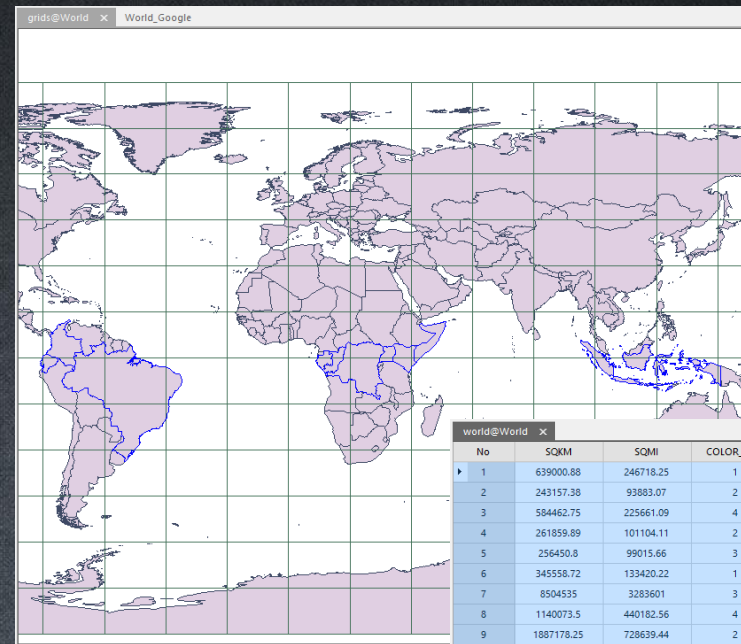 grids@World × World_Google
world@World ×
No SQKM SQMI COLOR_
1 639000.88 246718.25 1
2 243157.38 93883.07 2
3 584462.75 225661.09 4
4 261859.89 101104.11 2
5 256450.8 99015.66 3
6 345558.72 133420.22 1
7 8504535 3283601 3
8 1140073.5 440182.56 4
9 1887178.25 728639.44 2